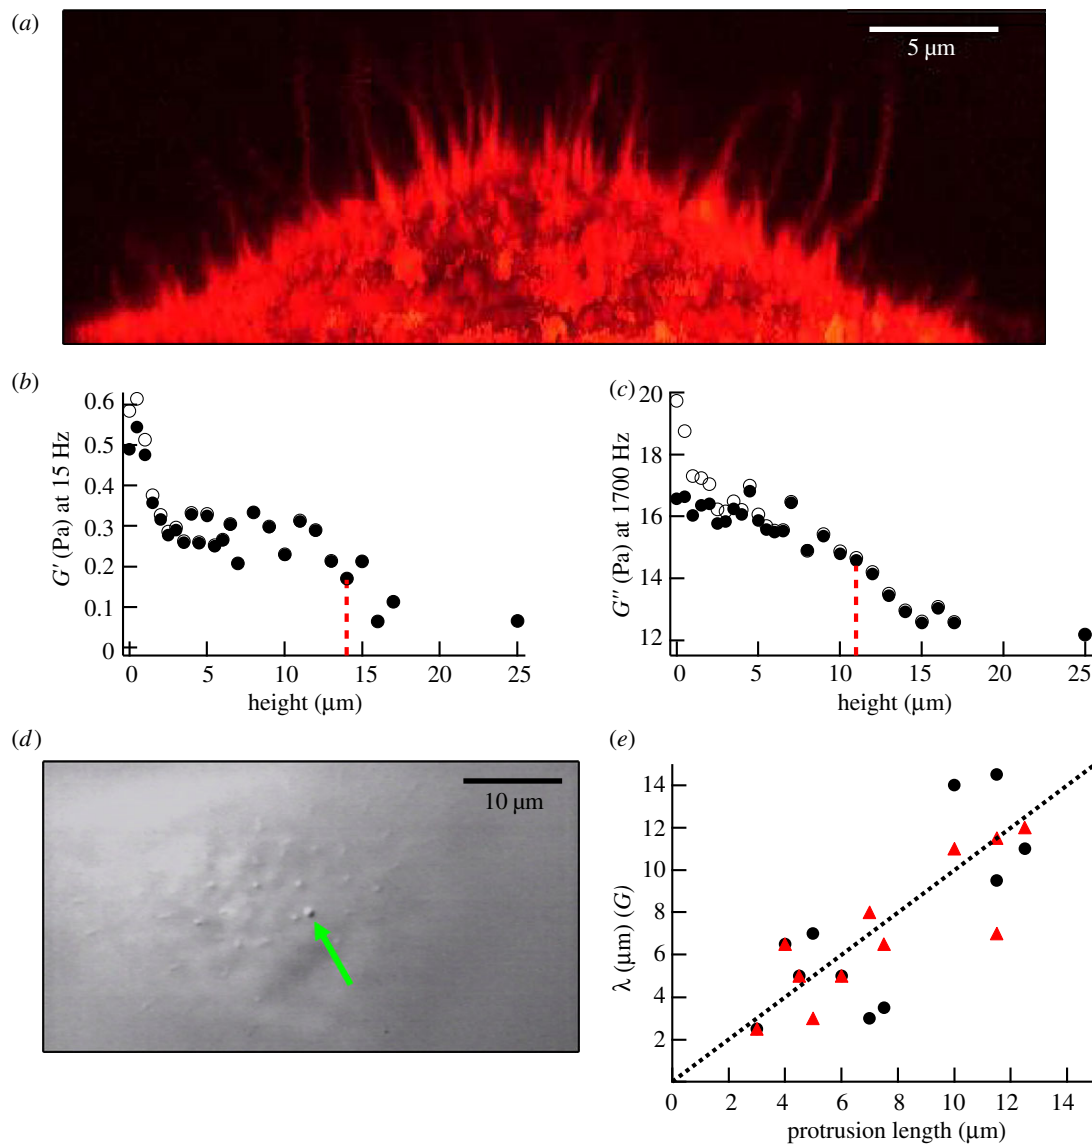 (a)
5 µm
(b)
G′ (Pa) at 15 Hz
0.6
0.5
0.4
0.3
0.2
0.1
0
0 5 10 15 20 25
height (µm)
(c)
G″ (Pa) at 1700 Hz
20
18
16
14
12
0 5 10 15 20 25
height (µm)
(d)
10 µm
(e)
λ (µm) (G)
14
12
10
8
6
4
2
0 2 4 6 8 10 12 14
protrusion length (µm)